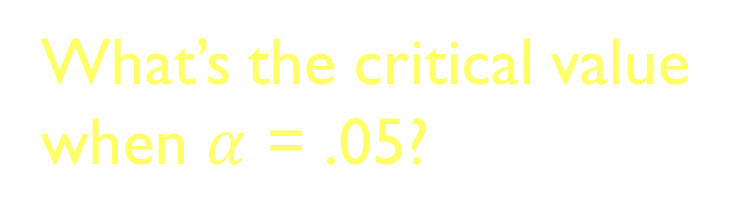 What’s the critical value
when 𝛼 = .05?